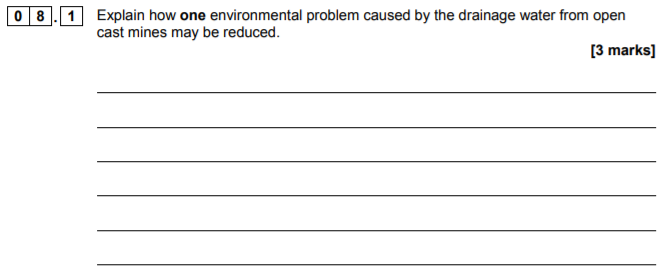 0 8 . 1 Explain how one environmental problem caused by the drainage water from open
cast mines may be reduced.
[3 marks]